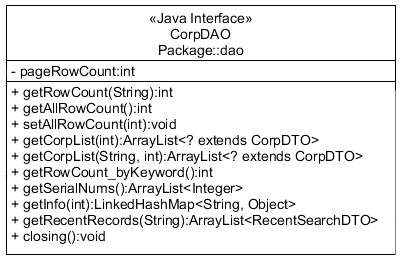 «Java Interface»
CorpDAO
Package::dao
- pageRowCount:int
+ getRowCount(String):int
+ getAllRowCount():int
+ setAllRowCount(int):void
+ getCorpList(int):ArrayList<? extends CorpDTO>
+ getCorpList(String, int):ArrayList<? extends CorpDTO>
+ getRowCount_byKeyword():int
+ getSerialNums():ArrayList<Integer>
+ getInfo(int):LinkedHashMap<String, Object>
+ getRecentRecords(String):ArrayList<RecentSearchDTO>
+ closing():void